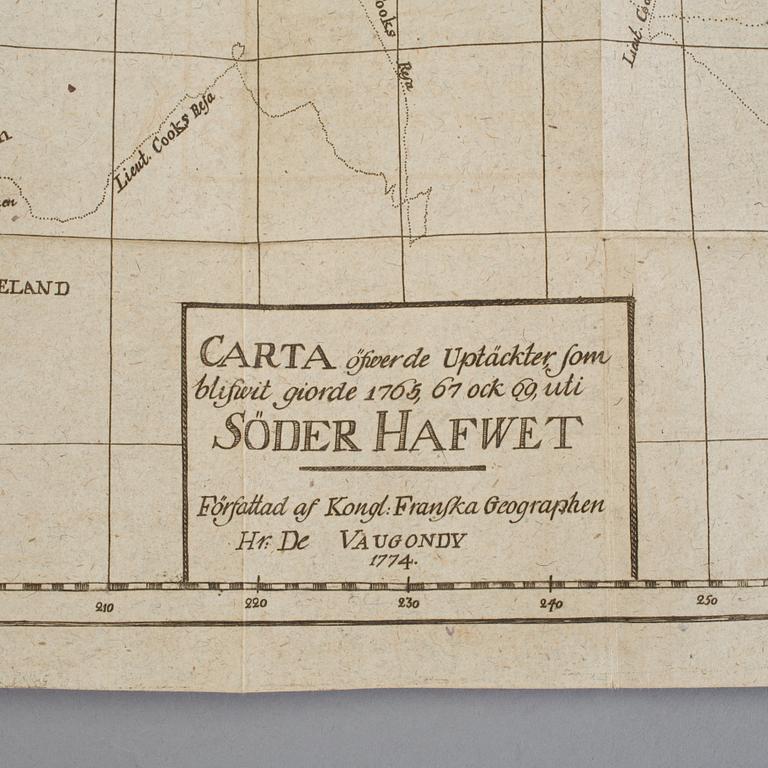 Cooks
Resa
Lieut.
Lieut. Cooks Resa
n
en
ELAND
CARTA öfwer de Uptäckter, som
blifwit giorde 1765, 67 ock 69, uti
SÖDER HAFWET
Författad af Kongl: Franska Geographen
Hr. De VAUGONDY
1774.
210 220 230 240 250